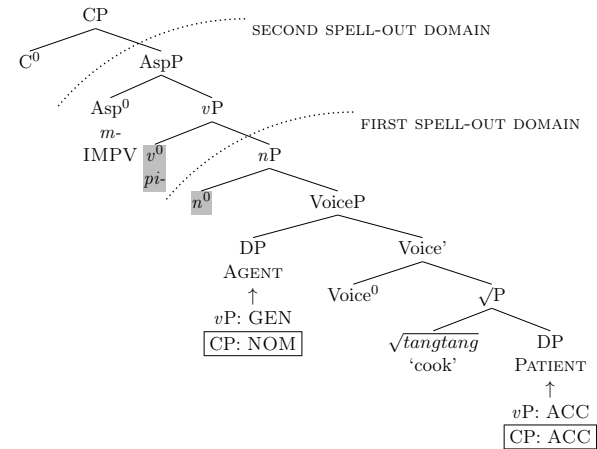 CP
SECOND SPELL-OUT DOMAIN
C⁰ AspP
Asp⁰ vP
m-
FIRST SPELL-OUT DOMAIN
IMPV v⁰ nP
pi-
n⁰ VoiceP
DP Voice'
AGENT
↑ Voice⁰ √P
vP: GEN
CP: NOM √tangtang DP
'cook' PATIENT
↑
vP: ACC
CP: ACC